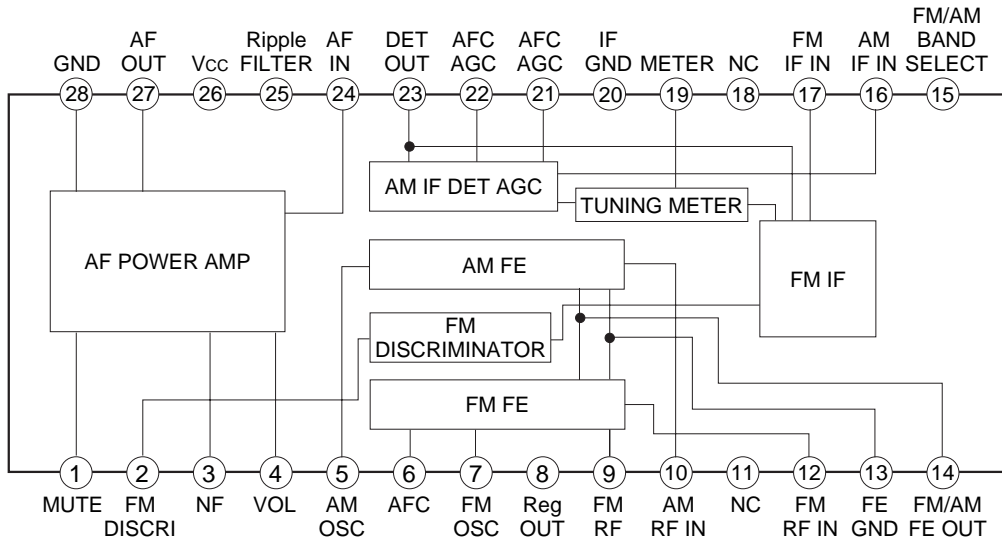 GND
AF
OUT
Vcc
Ripple
FILTER
AF
IN
DET
OUT
AFC
AGC
AFC
AGC
IF
GND
METER
NC
FM
IF IN
AM
IF IN
FM/AM
BAND
SELECT
28
27
26
25
24
23
22
21
20
19
18
17
16
15
AM IF DET AGC
TUNING METER
AF POWER AMP
AM FE
FM IF
FM
DISCRIMINATOR
FM FE
1
2
3
4
5
6
7
8
9
10
11
12
13
14
MUTE
FM
DISCRI
NF
VOL
AM
OSC
AFC
FM
OSC
Reg
OUT
FM
RF
AM
RF IN
NC
FM
RF IN
FE
GND
FM/AM
FE OUT